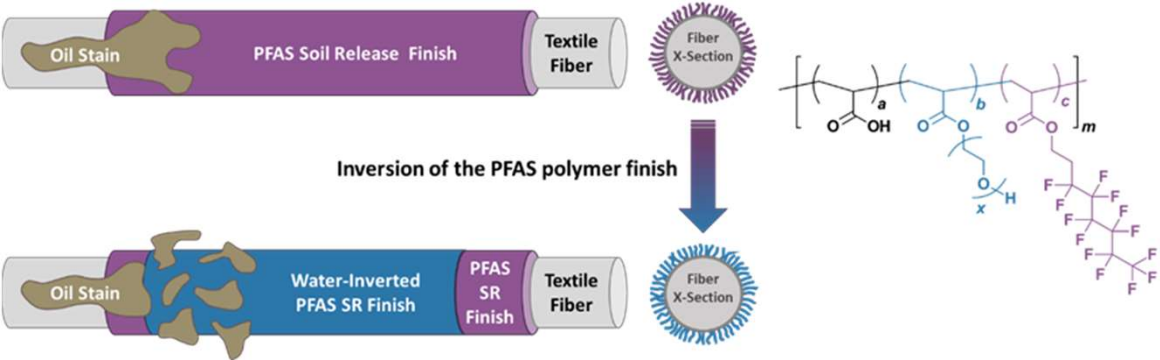 Oil Stain
PFAS Soil Release Finish
Textile
Fiber
Fiber
X-Section
Inversion of the PFAS polymer finish
Oil Stain
Water-Inverted
PFAS SR Finish
PFAS
SR
Finish
Textile
Fiber
Fiber
X-Section
a b c
m
O OH O O O O
O H
x
F F
F F
F F
F F
F F
F F
F